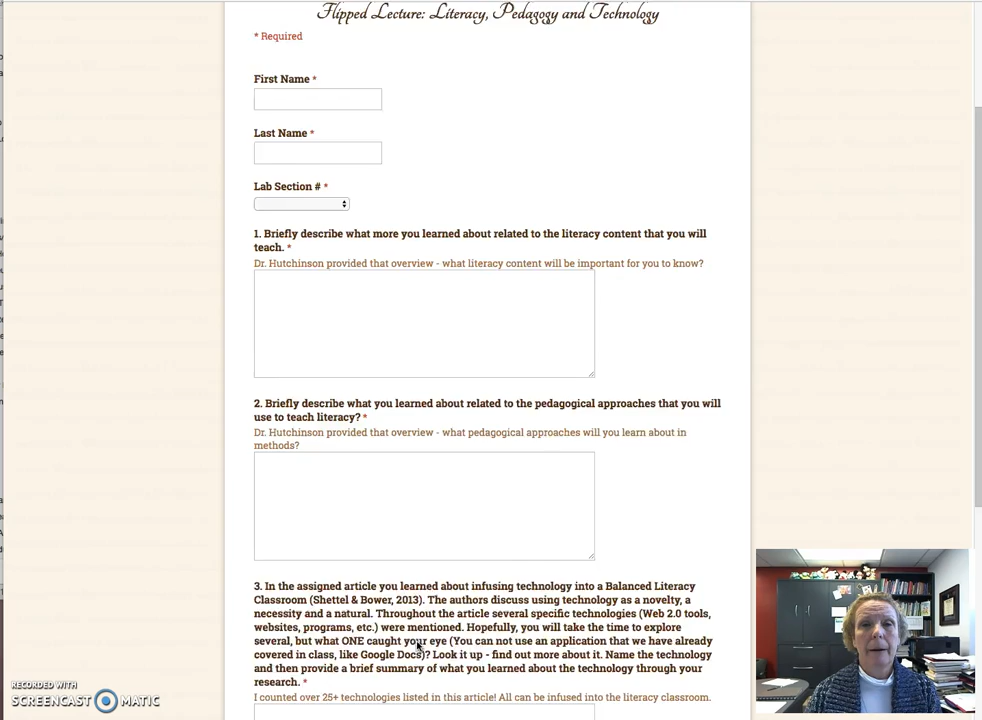 Flipped Lecture: Literacy, Pedagogy and Technology
* Required
First Name *
Last Name *
Lab Section # *
1. Briefly describe what more you learned about related to the literacy content that you will
teach. *
Dr. Hutchinson provided that overview - what literacy content will be important for you to know?
2. Briefly describe what you learned about related to the pedagogical approaches that you will
use to teach literacy? *
Dr. Hutchinson provided that overview - what pedagogical approaches will you learn about in
methods?
3. In the assigned article you learned about infusing technology into a Balanced Literacy
Classroom (Shettel & Bower, 2013). The authors discuss using technology as a novelty, a
necessity and a natural. Throughout the article several specific technologies (Web 2.0 tools,
websites, programs, etc.) were mentioned. Hopefully, you will take the time to explore
several, but what ONE caught your eye (You can not use an application that we have already
covered in class, like Google Docs)? Look it up - find out more about it. Name the technology
and then provide a brief summary of what you learned about the technology through your
research. *
I counted over 25+ technologies listed in this article! All can be infused into the literacy classroom.
RECORDED WITH
SCREENCAST MATIC